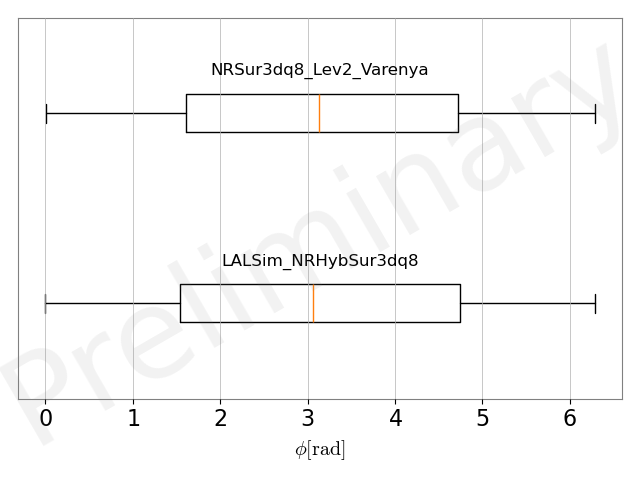 NRSur3dq8_Lev2_Varenya
LALSim_NRHybSur3dq8
Preliminary
0 1 2 3 4 5 6
ϕ[rad]